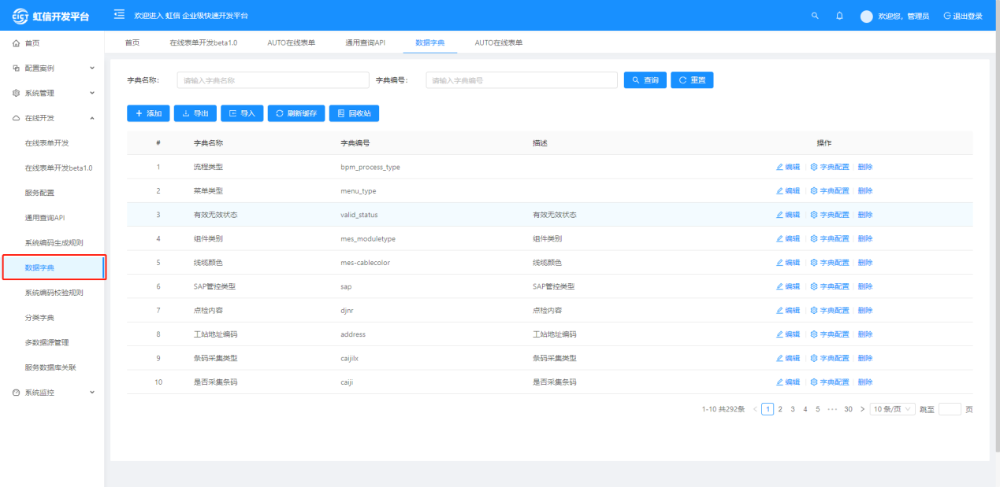 CICT 虹信开发平台
欢迎进入 虹信 企业级快速开发平台
欢迎您，管理员
退出登录
首页
配置案例
系统管理
在线开发
在线表单开发
在线表单开发beta1.0
服务配置
通用查询API
系统编码生成规则
数据字典
系统编码校验规则
分类字典
多数据源管理
服务数据库关联
系统监控
首页 在线表单开发beta1.0 AUTO在线表单 通用查询API 数据字典 AUTO在线表单
字典名称： 请输入字典名称 字典编号： 请输入字典编号 查询 重置
添加 导出 导入 刷新缓存 回收站
# 字典名称 字典编号 描述 操作
1 流程类型 bpm_process_type 编辑 字典配置 删除
2 菜单类型 menu_type 编辑 字典配置 删除
3 有效无效状态 valid_status 有效无效状态 编辑 字典配置 删除
4 组件类别 mes_moduletype 组件类别 编辑 字典配置 删除
5 线缆颜色 mes-cablecolor 线缆颜色 编辑 字典配置 删除
6 SAP管控类型 sap SAP管控类型 编辑 字典配置 删除
7 点检内容 djnr 点检内容 编辑 字典配置 删除
8 工站地址编码 address 工站地址编码 编辑 字典配置 删除
9 条码采集类型 caijilx 条码采集类型 编辑 字典配置 删除
10 是否采集条码 caiji 是否采集条码 编辑 字典配置 删除
1-10 共292条 < 1 2 3 4 5 ··· 30 > 10 条/页 跳至 页